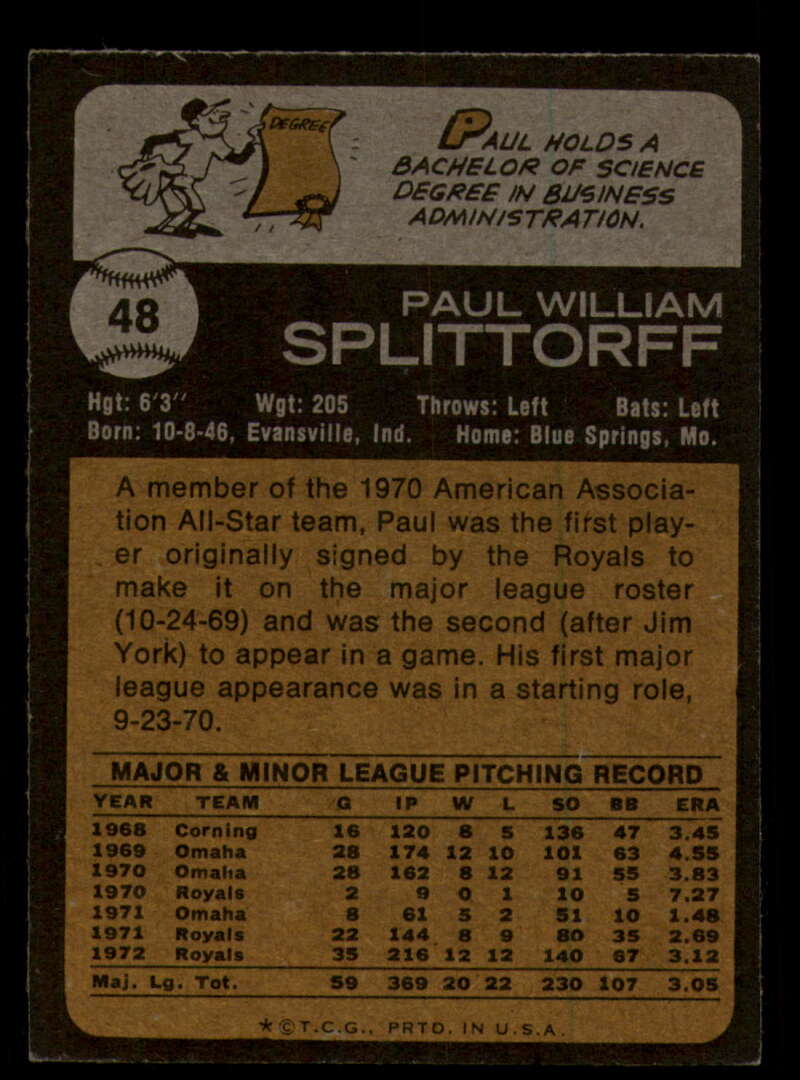 DEGREE
PAUL HOLDS A
BACHELOR OF SCIENCE
DEGREE IN BUSINESS
ADMINISTRATION.
48
PAUL WILLIAM
SPLITTORFF
Hgt: 6'3" Wgt: 205 Throws: Left Bats: Left
Born: 10-8-46, Evansville, Ind. Home: Blue Springs, Mo.
A member of the 1970 American Associa-
tion All-Star team, Paul was the first play-
er originally signed by the Royals to
make it on the major league roster
(10-24-69) and was the second (after Jim
York) to appear in a game. His first major
league appearance was in a starting role,
9-23-70.
MAJOR & MINOR LEAGUE PITCHING RECORD
YEAR TEAM G IP W L SO BB ERA
1968 Corning 16 120 8 5 136 47 3.45
1969 Omaha 28 174 12 10 101 63 4.55
1970 Omaha 28 162 8 12 91 55 3.83
1970 Royals 2 9 0 1 10 5 7.27
1971 Omaha 8 61 5 2 51 10 1.48
1971 Royals 22 144 8 9 80 35 2.69
1972 Royals 35 216 12 12 140 67 3.12
Maj. Lg. Tot. 59 369 20 22 230 107 3.05
*©T.C.G., PRTD. IN U.S.A.